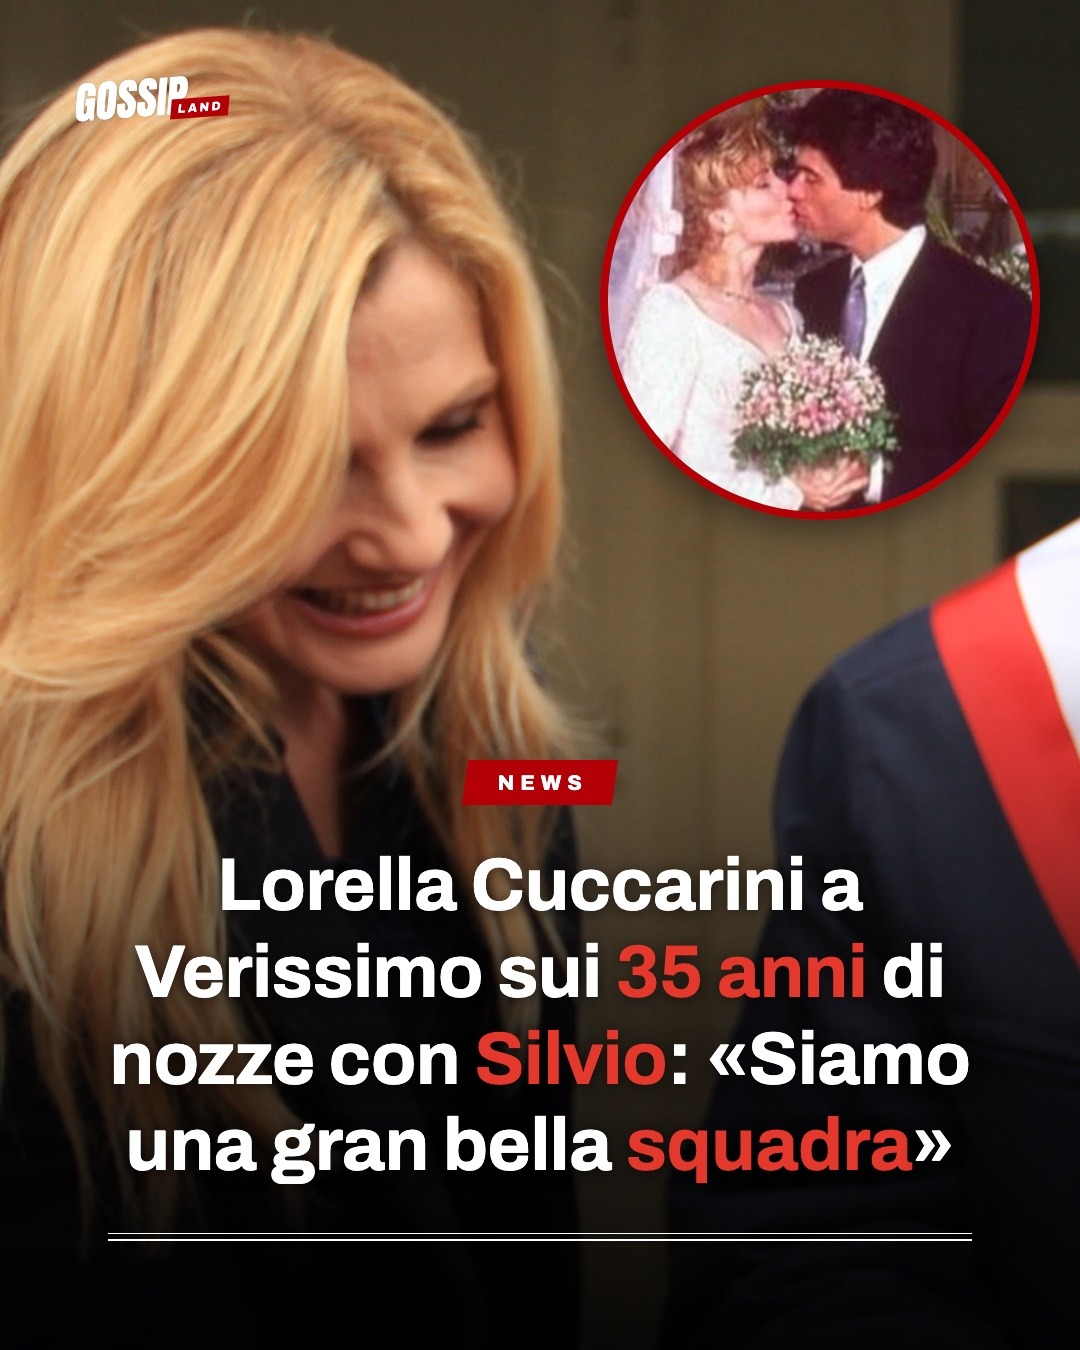 GOSSIP
LAND
NEWS
Lorella Cuccarini a
Verissimo sui 35 anni di
nozze con Silvio: «Siamo
una gran bella squadra»